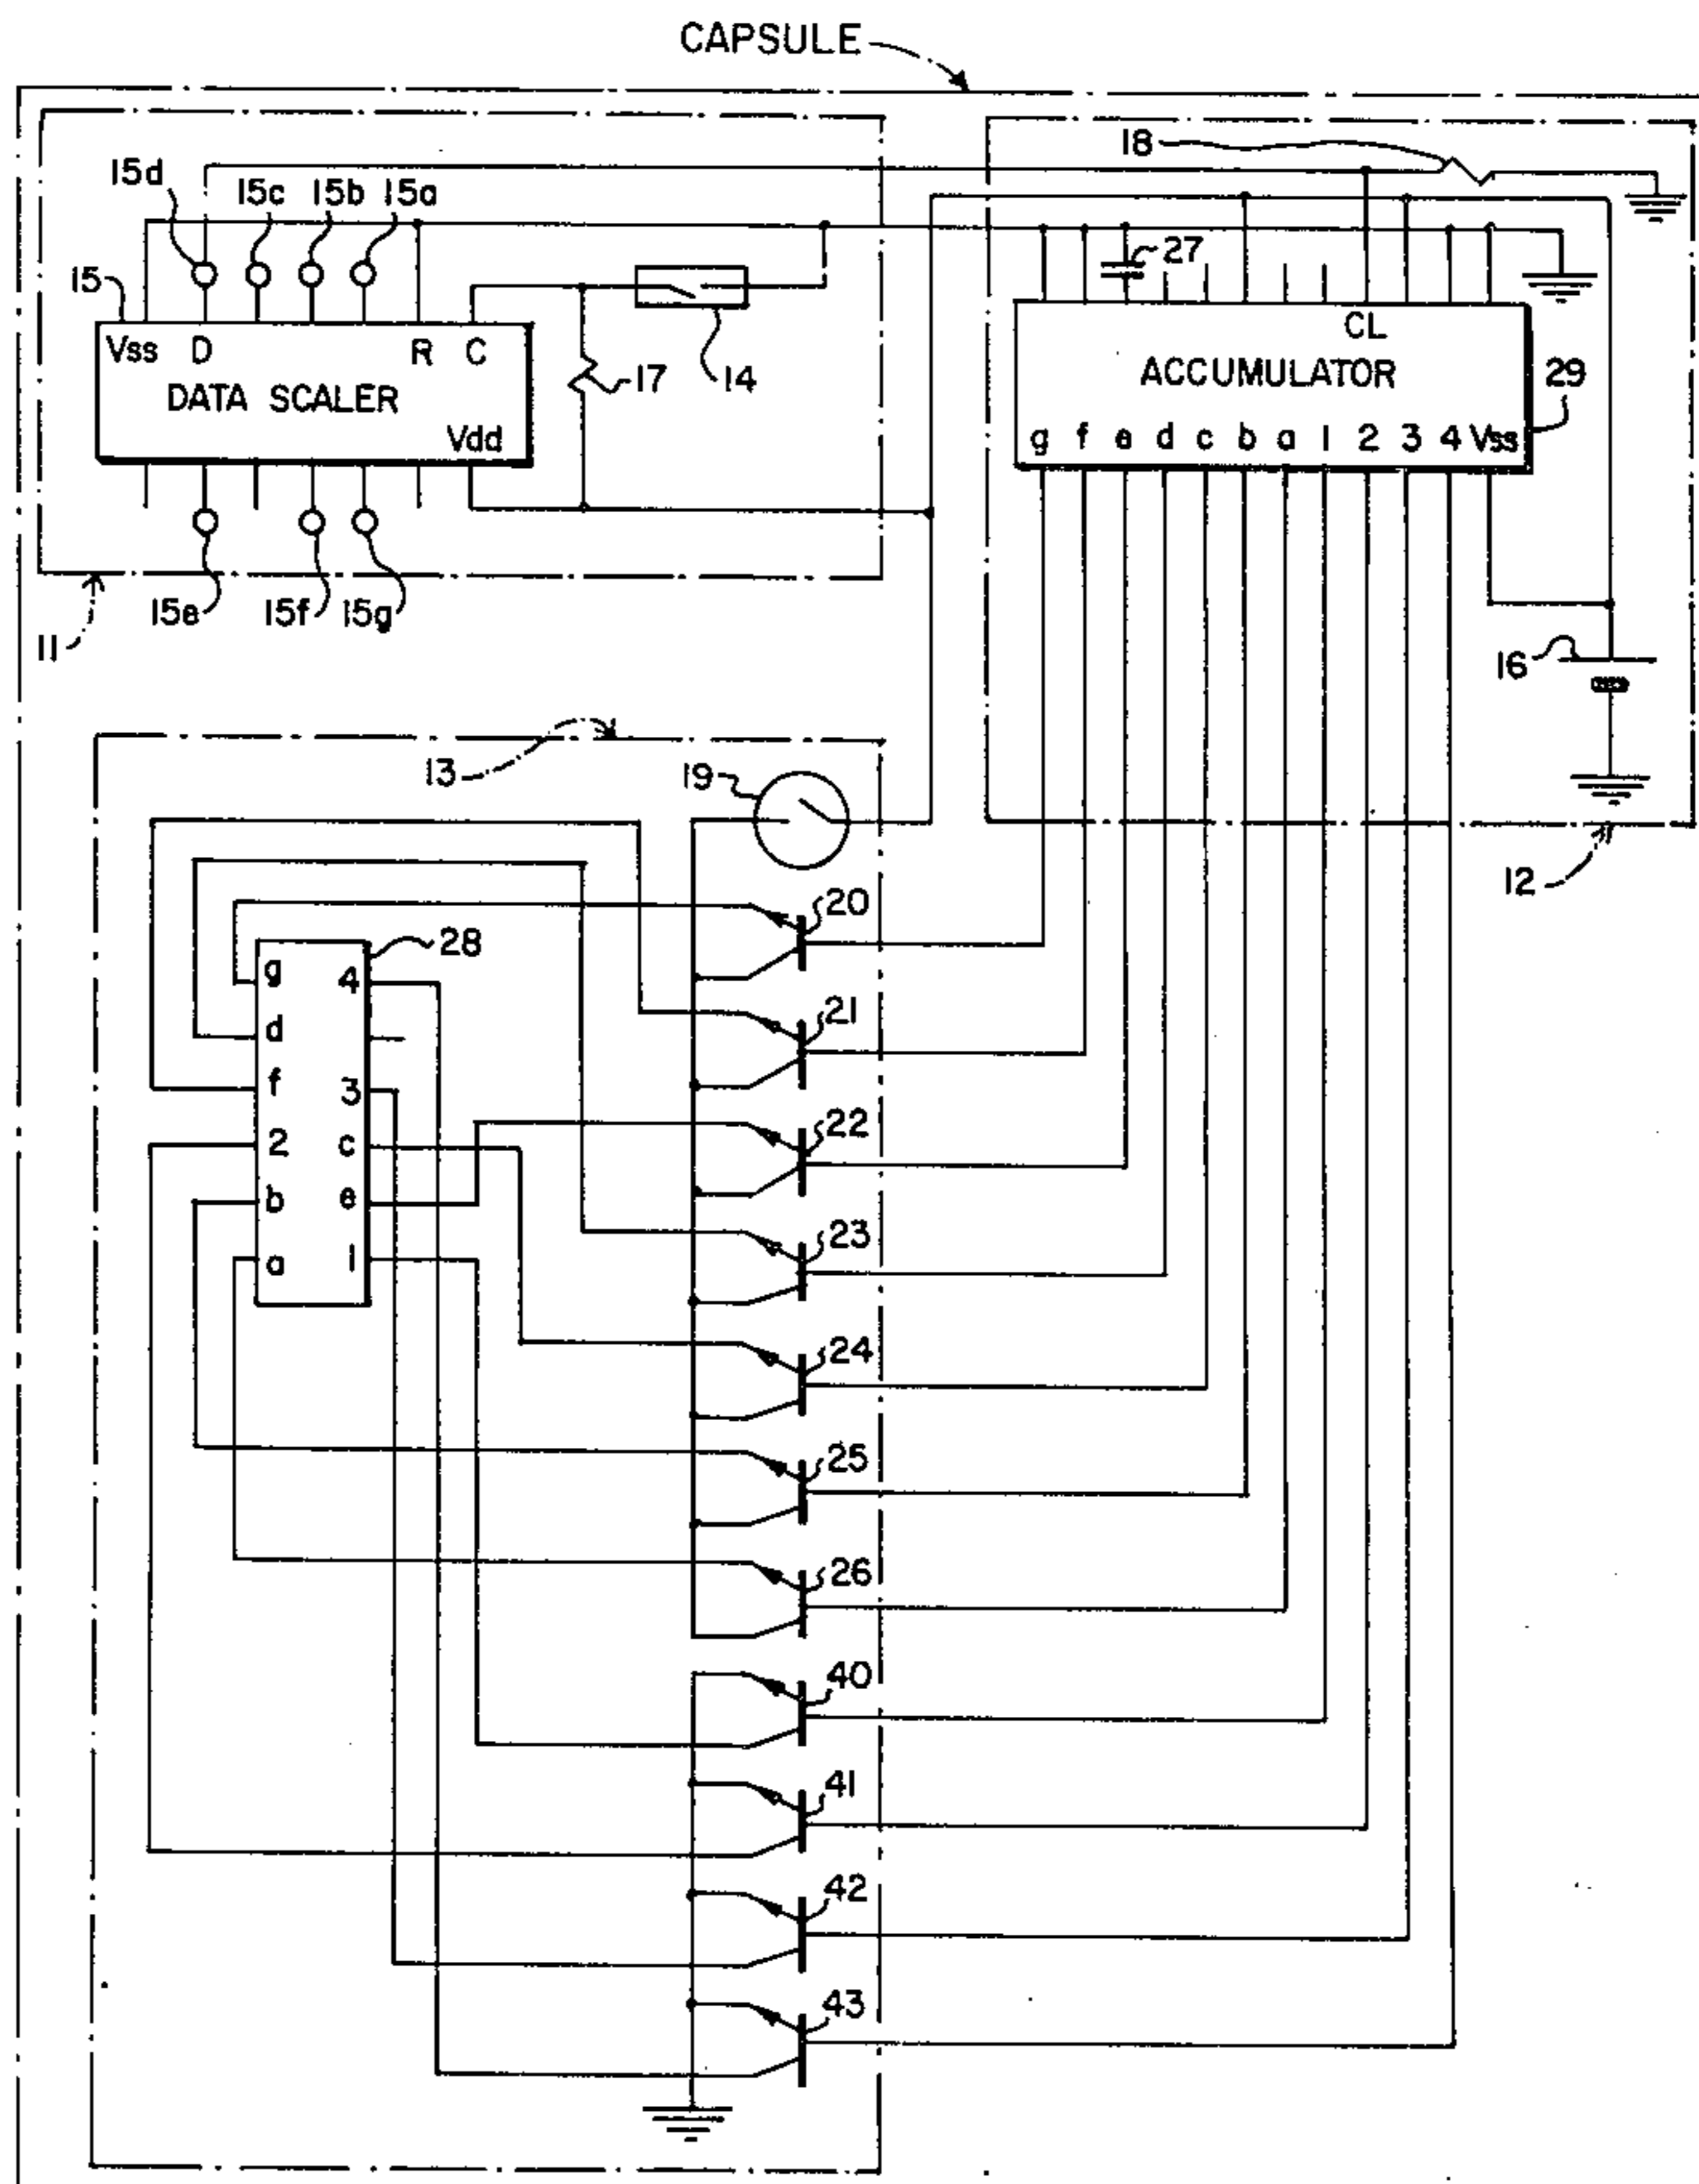 CAPSULE
18
15d
15c 15b 15a
27
15
CL
Vss D R C
14
17
ACCUMULATOR
29
DATA SCALER
Vdd
g f e d c b a 1 2 3 4 Vss
15e 15f 15g
11
16
13
19
12
20
28
g 4
d
21
f 3
22
2 c
b e
23
a 1
24
25
26
40
41
42
43